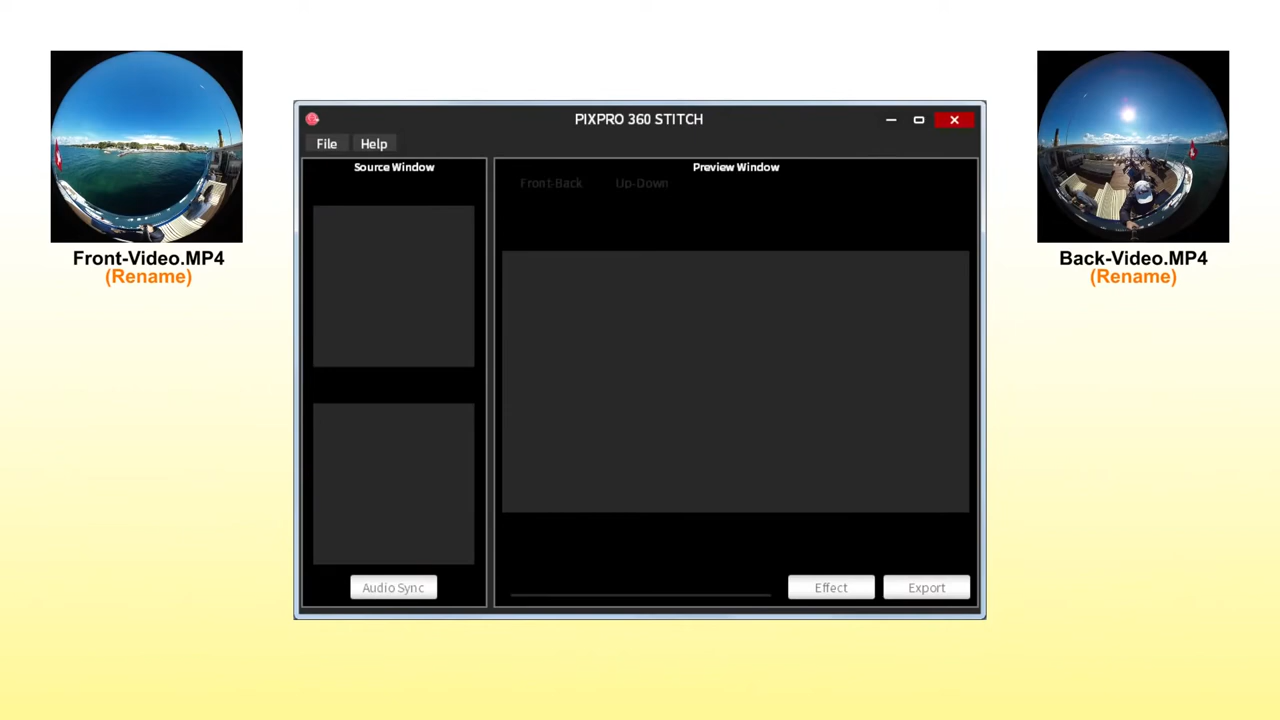 PIXPRO 360 STITCH
File Help
Source Window
Preview Window
Front-Back Up-Down
Front-Video.MP4
(Rename)
Back-Video.MP4
(Rename)
Audio Sync
Effect
Export